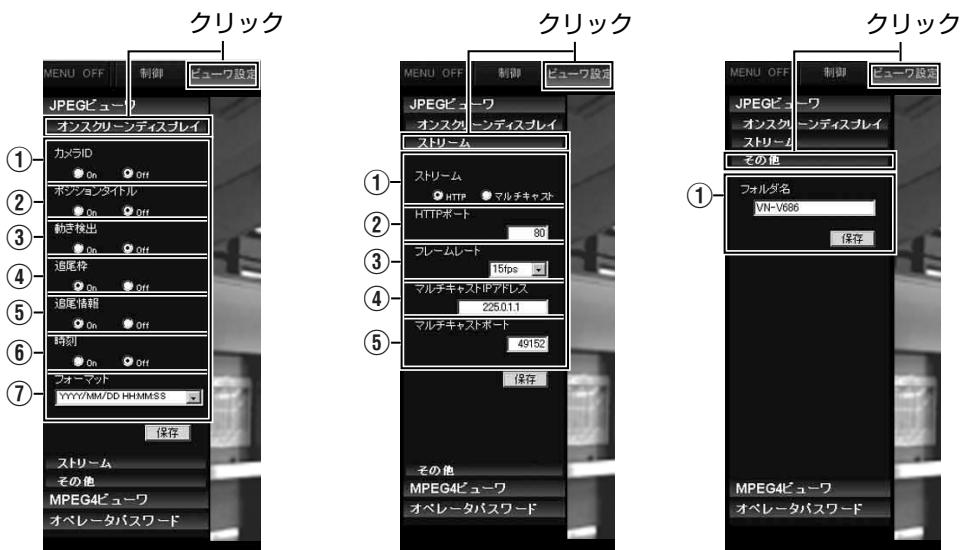 クリック
MENU OFF 制御 ビューワ設定
JPEGビューワ
オンスクリーンディスプレイ
① カメラID
On Off
② ポジションタイトル
On Off
③ 動き検出
On Off
④ 追尾枠
On Off
⑤ 追尾情報
On Off
⑥ 時刻
On Off
⑦ フォーマット
YYYY/MM/DD HH:MM:SS
保存
ストリーム
その他
MPEG4ビューワ
オペレータパスワード
クリック
MENU OFF 制御 ビューワ設定
JPEGビューワ
オンスクリーンディスプレイ
ストリーム
① ストリーム
HTTP マルチキャスト
② HTTPポート
80
③ フレームレート
15fps
④ マルチキャストIPアドレス
225.0.1.1
⑤ マルチキャストポート
49152
保存
その他
MPEG4ビューワ
オペレータパスワード
クリック
MENU OFF 制御 ビューワ設定
JPEGビューワ
オンスクリーンディスプレイ
ストリーム
その他
① フォルダ名
VN-V686
保存
MPEG4ビューワ
オペレータパスワード